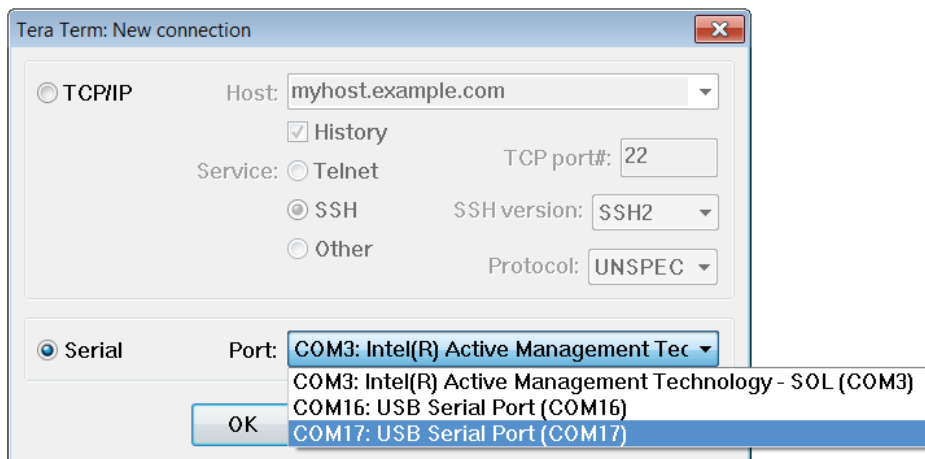 Tera Term: New connection
TCP/IP Host: myhost.example.com
History
Service: Telnet TCP port#: 22
SSH SSH version: SSH2
Other Protocol: UNSPEC
Serial Port: COM3: Intel(R) Active Management Tec
COM3: Intel(R) Active Management Technology - SOL (COM3)
COM16: USB Serial Port (COM16)
OK COM17: USB Serial Port (COM17)